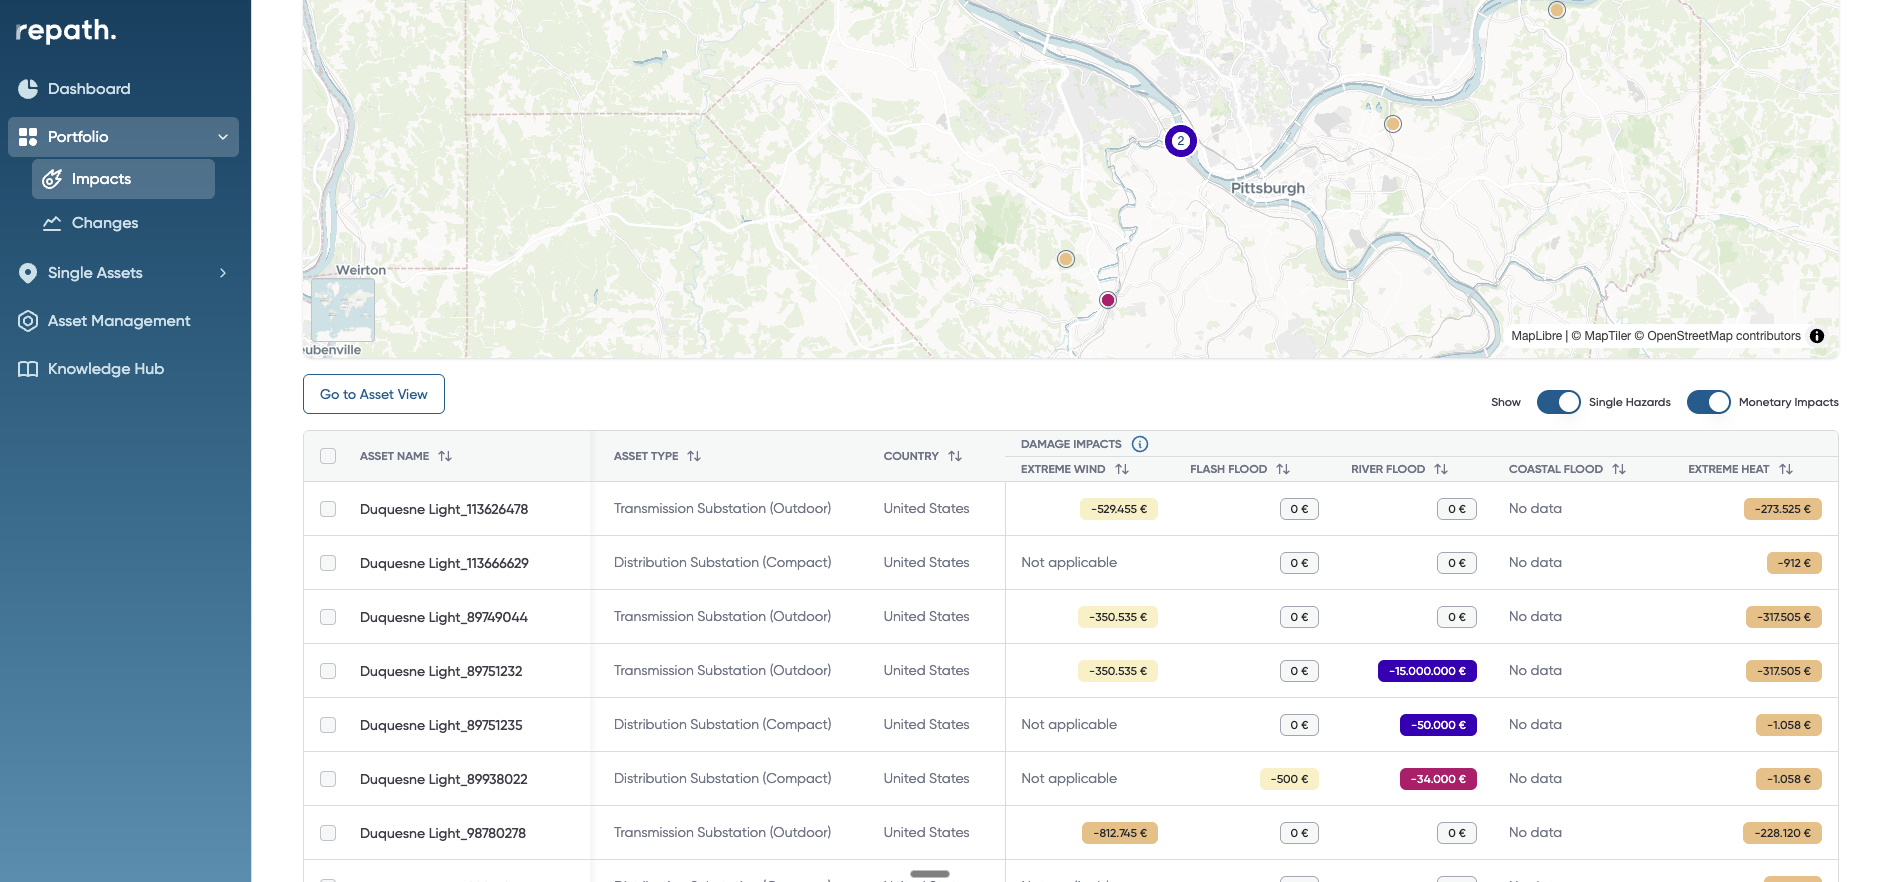 repath.
Dashboard
Portfolio
Impacts
Changes
Single Assets
Asset Management
Knowledge Hub
2
Pittsburgh
Weirton
eubenville
MapLibre | © MapTiler © OpenStreetMap contributors
Go to Asset View
Show Single Hazards Monetary Impacts
DAMAGE IMPACTS
ASSET NAME ASSET TYPE COUNTRY EXTREME WIND FLASH FLOOD RIVER FLOOD COASTAL FLOOD EXTREME HEAT
Duquesne Light_113626478 Transmission Substation (Outdoor) United States -529.455 € 0 € 0 € No data -273.525 €
Duquesne Light_113666629 Distribution Substation (Compact) United States Not applicable 0 € 0 € No data -912 €
Duquesne Light_89749044 Transmission Substation (Outdoor) United States -350.535 € 0 € 0 € No data -317.505 €
Duquesne Light_89751232 Transmission Substation (Outdoor) United States -350.535 € 0 € -15.000.000 € No data -317.505 €
Duquesne Light_89751235 Distribution Substation (Compact) United States Not applicable 0 € -50.000 € No data -1.058 €
Duquesne Light_89938022 Distribution Substation (Compact) United States Not applicable -500 € -34.000 € No data -1.058 €
Duquesne Light_98780278 Transmission Substation (Outdoor) United States -812.745 € 0 € 0 € No data -228.120 €